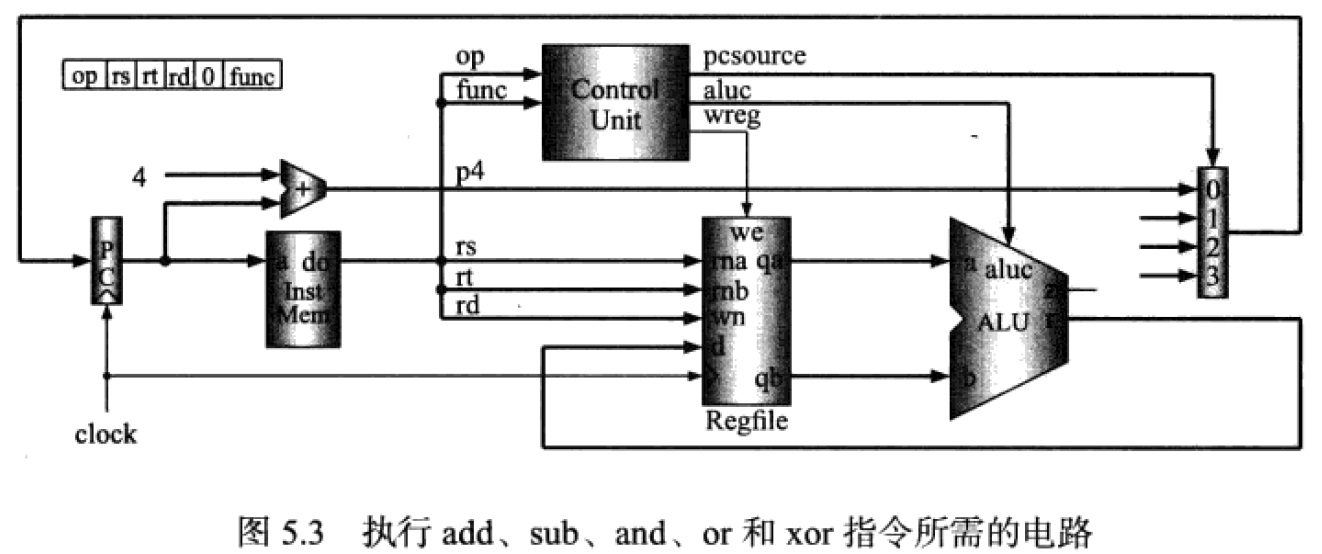 op rs rt rd 0 func
op
func
Control
Unit
pcsource
aluc
wreg
4
+
p4
0
1
2
3
P
C
a do
Inst
Mem
rs
rt
rd
we
rna qa
rnb
wn
d
qb
Regfile
a aluc
z
ALU r
b
clock
图 5.3 执行 add、sub、and、or 和 xor 指令所需的电路